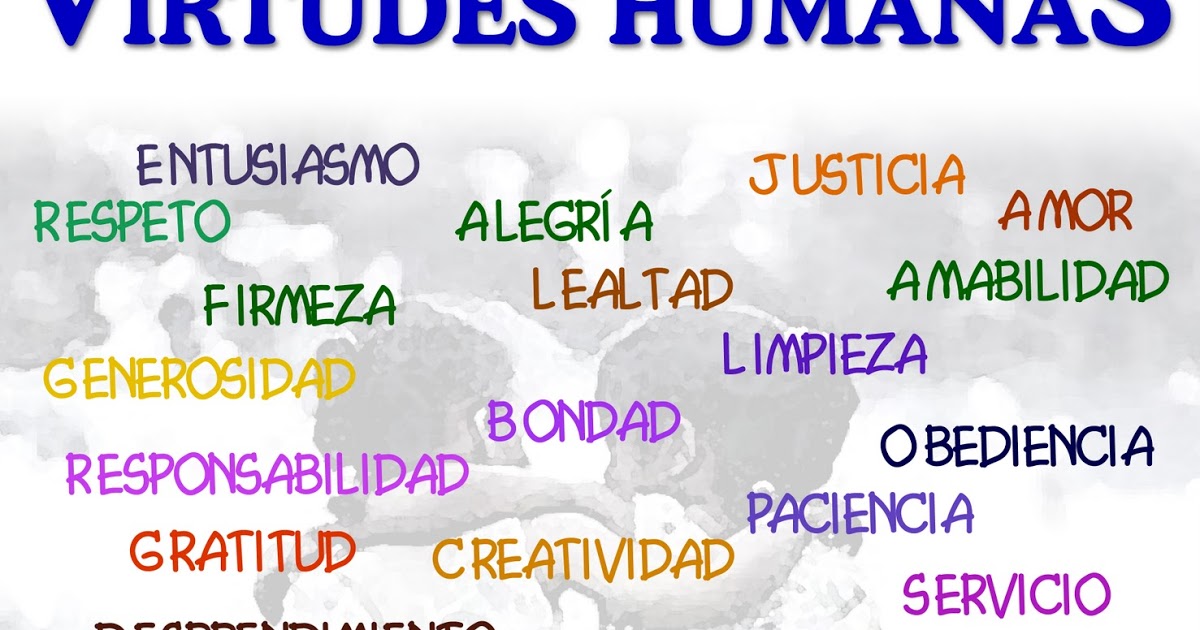 VIRTUDES HUMANAS
ENTUSIASMO
JUSTICIA
RESPETO
ALEGRÍA
AMOR
FIRMEZA
LEALTAD
AMABILIDAD
GENEROSIDAD
LIMPIEZA
BONDAD
OBEDIENCIA
RESPONSABILIDAD
PACIENCIA
GRATITUD
CREATIVIDAD
SERVICIO
DESPRENDIMIENTO